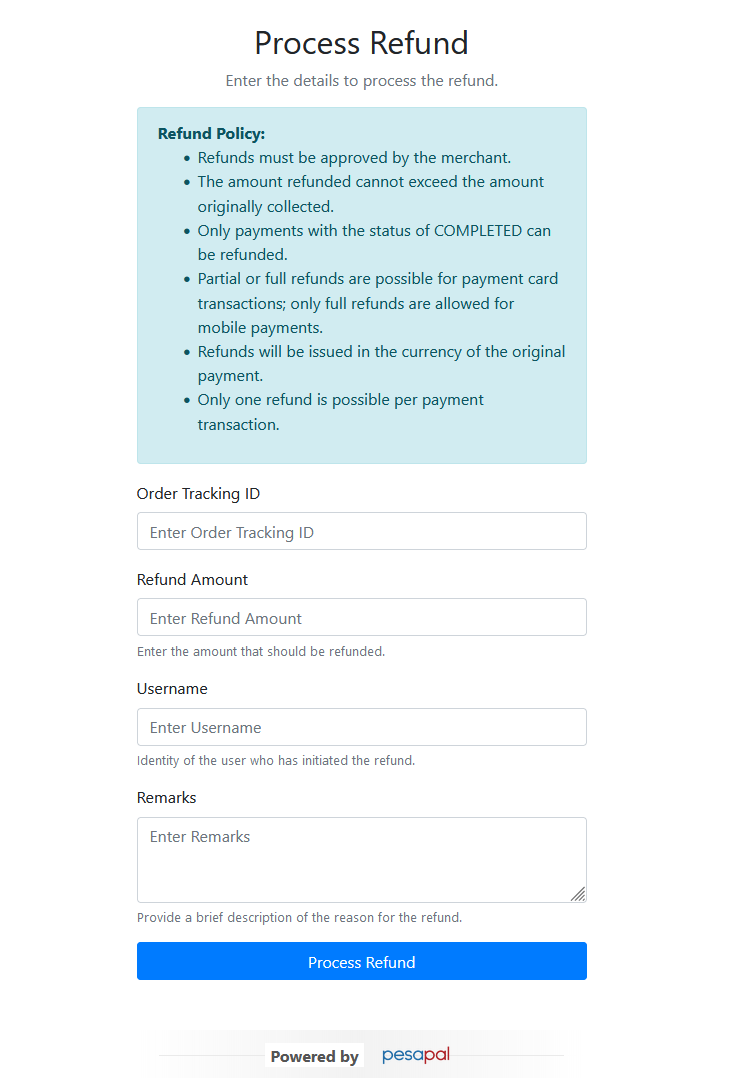 Process Refund
Enter the details to process the refund.
Refund Policy:
• Refunds must be approved by the merchant.
• The amount refunded cannot exceed the amount
originally collected.
• Only payments with the status of COMPLETED can
be refunded.
• Partial or full refunds are possible for payment card
transactions; only full refunds are allowed for
mobile payments.
• Refunds will be issued in the currency of the original
payment.
• Only one refund is possible per payment
transaction.
Order Tracking ID
Enter Order Tracking ID
Refund Amount
Enter Refund Amount
Enter the amount that should be refunded.
Username
Enter Username
Identity of the user who has initiated the refund.
Remarks
Enter Remarks
Provide a brief description of the reason for the refund.
Process Refund
Powered by pesapal